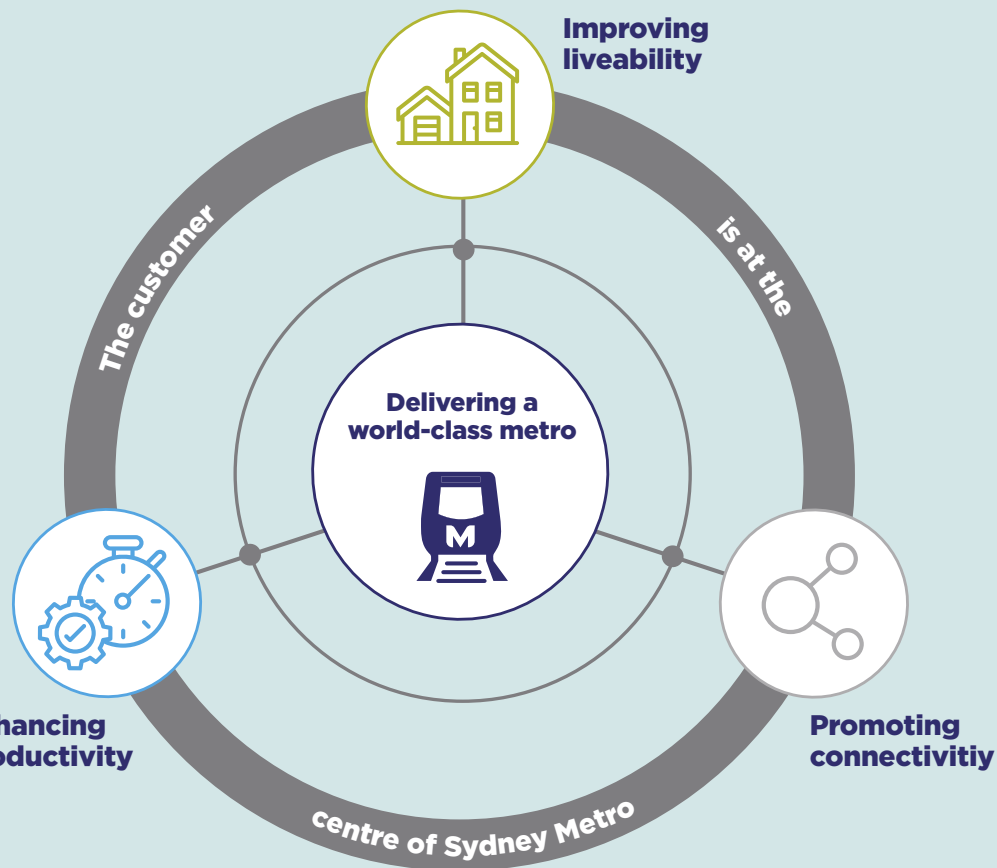 Improving
liveability
The customer
is at the
centre of Sydney Metro
Delivering a
world-class metro
M
hancing
oductivity
Promoting
connectivitiy